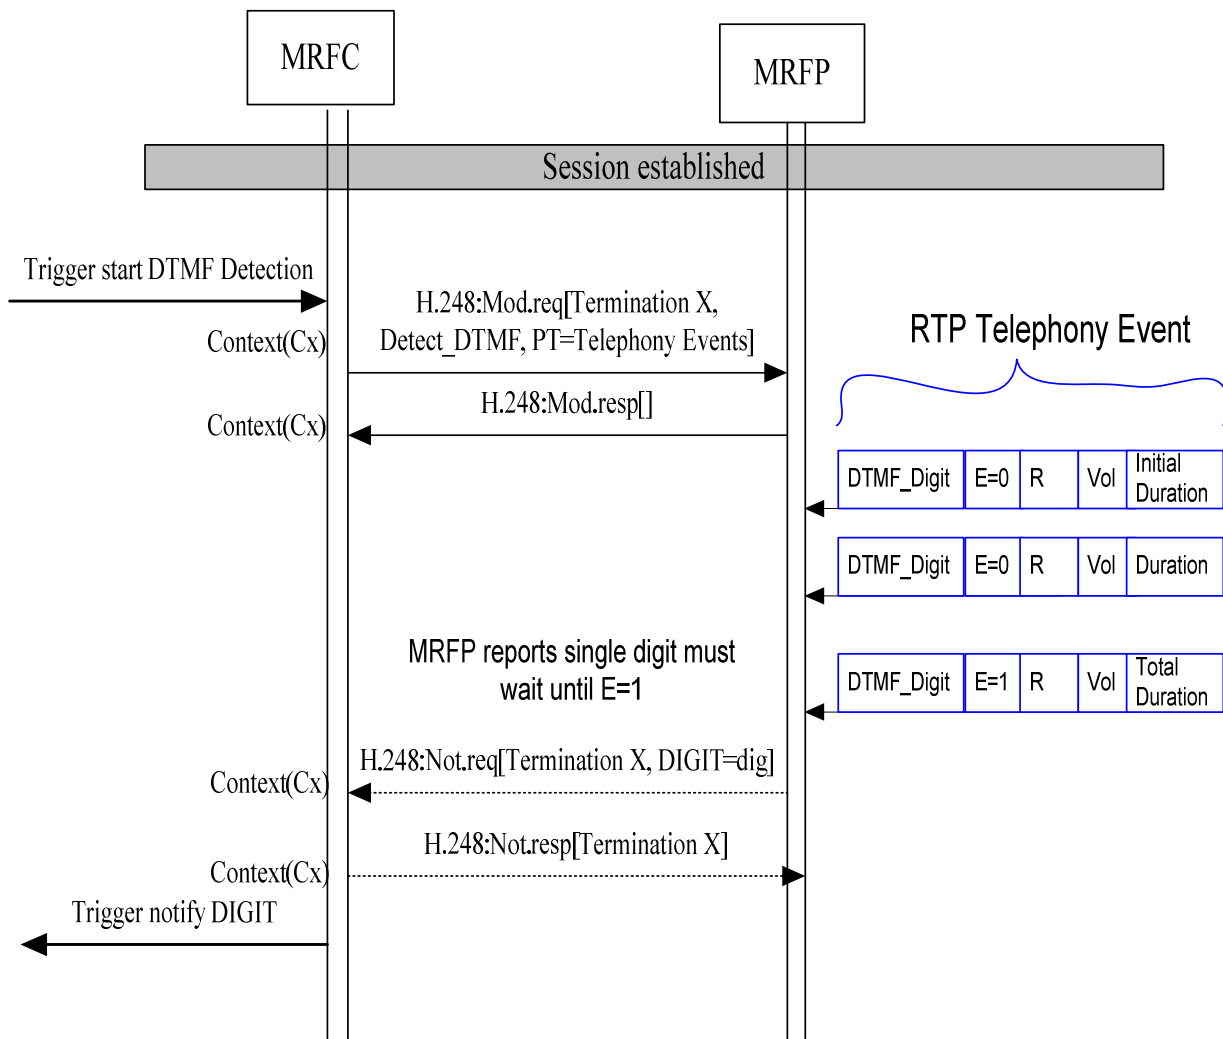 MRFC
MRFP
Session established
Trigger start DTMF Detection
H.248:Mod.req[Termination X,
Detect_DTMF, PT=Telephony Events]
Context(Cx)
RTP Telephony Event
H.248:Mod.resp[]
Context(Cx)
DTMF_Digit E=0 R Vol Initial
Duration
DTMF_Digit E=0 R Vol Duration
MRFP reports single digit must
wait until E=1
DTMF_Digit E=1 R Vol Total
Duration
H.248:Not.req[Termination X, DIGIT=dig]
Context(Cx)
H.248:Not.resp[Termination X]
Context(Cx)
Trigger notify DIGIT